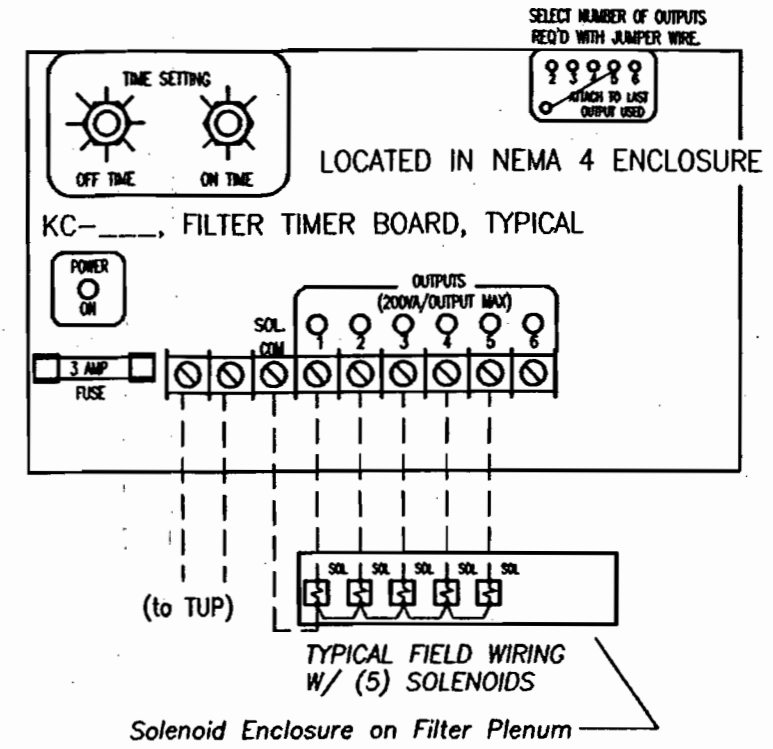 SELECT NUMBER OF OUTPUTS
REQ'D WITH JUMPER WIRE.
2 3 4 5 6
ATTACH TO LAST
OUTPUT USED
TIME SETTING
OFF TIME ON TIME
LOCATED IN NEMA 4 ENCLOSURE
KC-___, FILTER TIMER BOARD, TYPICAL
POWER
ON
OUTPUTS
(200VA/OUTPUT MAX)
SOL.
COM
1 2 3 4 5 6
3 AMP
FUSE
SOL SOL SOL SOL SOL
(to TUP)
TYPICAL FIELD WIRING
W/ (5) SOLENOIDS
Solenoid Enclosure on Filter Plenum